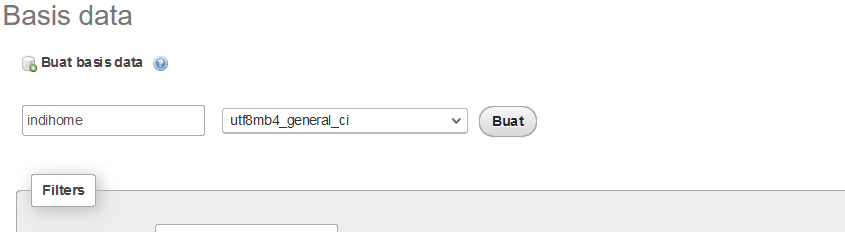 Basis data
Buat basis data
indihome utf8mb4_general_ci Buat
Filters